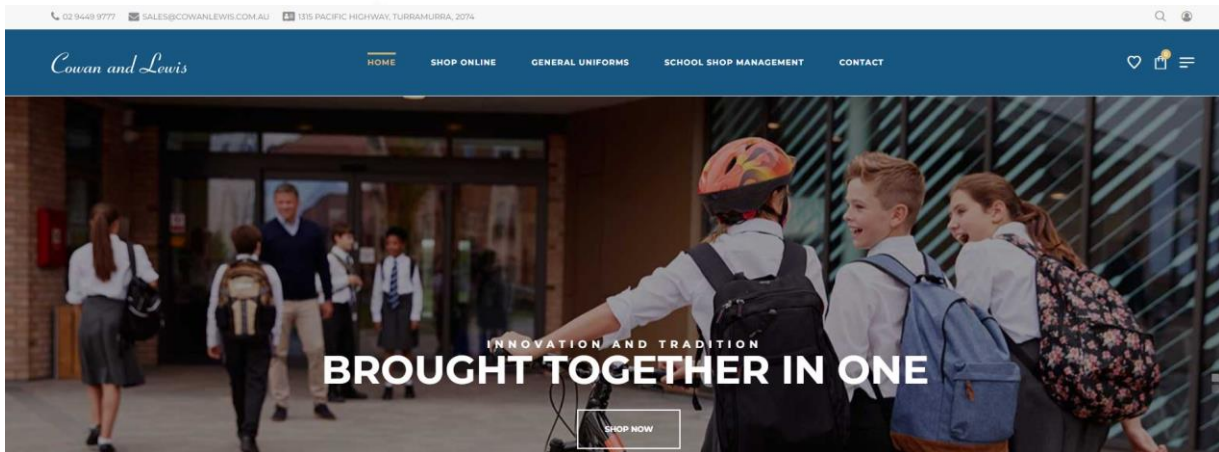 02 9449 9777 SALES@COWANLEWIS.COM.AU 1315 PACIFIC HIGHWAY, TURRAMURRA, 2074
Cowan and Lewis HOME SHOP ONLINE GENERAL UNIFORMS SCHOOL SHOP MANAGEMENT CONTACT 0
INNOVATION AND TRADITION
BROUGHT TOGETHER IN ONE
SHOP NOW